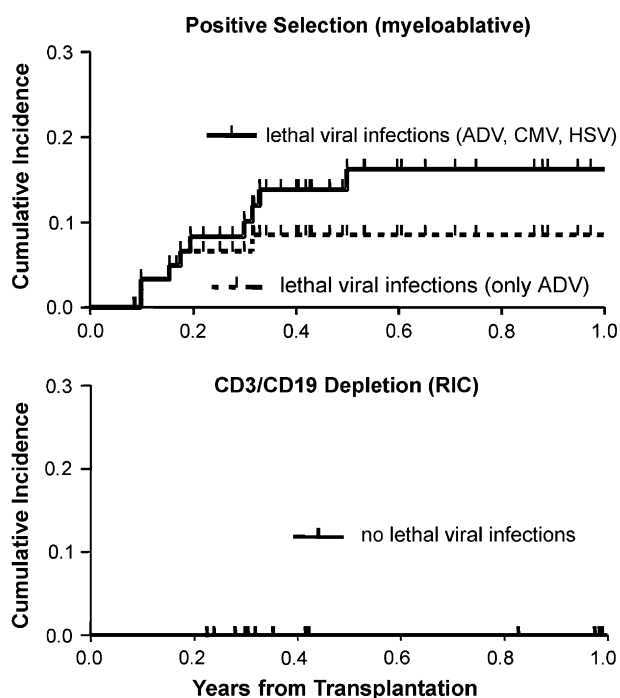 Positive Selection (myeloablative)
Cumulative Incidence
0.3
0.2
0.1
0.0
lethal viral infections (ADV, CMV, HSV)
lethal viral infections (only ADV)
0.0 0.2 0.4 0.6 0.8 1.0
CD3/CD19 Depletion (RIC)
Cumulative Incidence
0.3
0.2
0.1
0.0
no lethal viral infections
0.0 0.2 0.4 0.6 0.8 1.0
Years from Transplantation